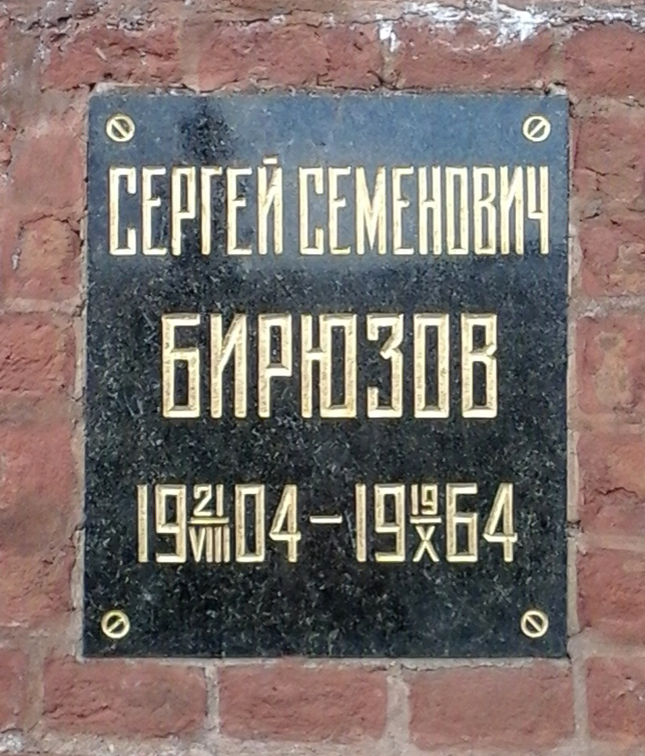 СЕРГЕЙ СЕМЕНОВИЧ
БИРЮЗОВ
19 21/VIII 04 – 19 19/X 64